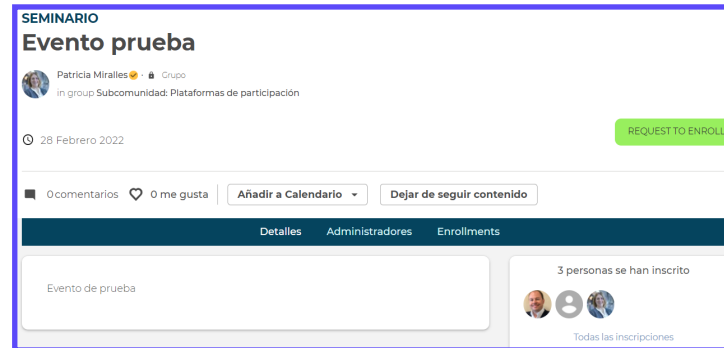 SEMINARIO
Evento prueba
Patricia Miralles · Grupo
in group Subcomunidad: Plataformas de participación
28 Febrero 2022
REQUEST TO ENROLL
0 comentarios 0 me gusta Añadir a Calendario Dejar de seguir contenido
Detalles Administradores Enrollments
Evento de prueba
3 personas se han inscrito
Todas las inscripciones